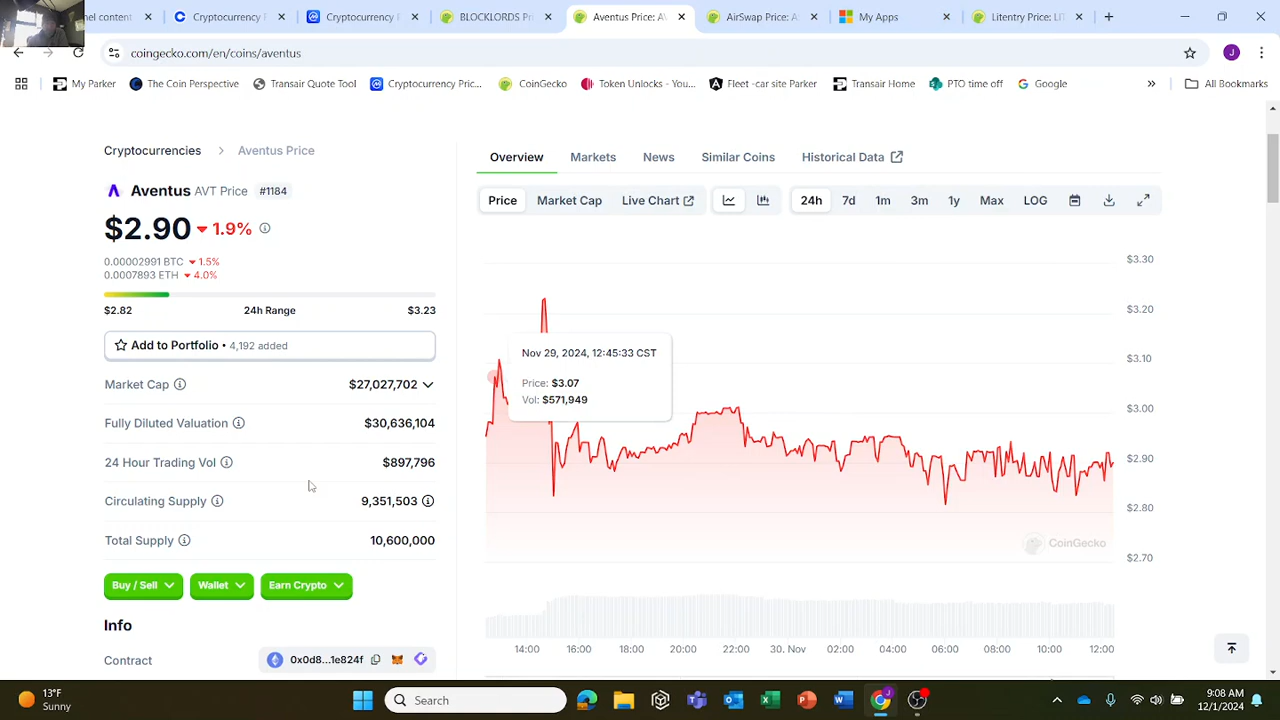 ch content
Cryptocurrency P
Cryptocurrency P
BLOCKLORDS Pri
Aventus Price: AV
AirSwap Price: AS
My Apps
Litentry Price: LIT
coingecko.com/en/coins/aventus
J
My Parker
The Coin Perspective
Transair Quote Tool
Cryptocurrency Pric...
CoinGecko
Token Unlocks - You...
Fleet -car site Parker
Transair Home
PTO time off
Google
All Bookmarks
Cryptocurrencies > Aventus Price
Overview Markets News Similar Coins Historical Data
Aventus AVT Price #1184
Price Market Cap Live Chart 24h 7d 1m 3m 1y Max LOG
$2.90 1.9%
0.00002991 BTC 1.5%
0.0007893 ETH 4.0%
$2.82 24h Range $3.23
Add to Portfolio • 4,192 added
Market Cap $27,027,702
Fully Diluted Valuation $30,636,104
24 Hour Trading Vol $897,796
Circulating Supply 9,351,503
Total Supply 10,600,000
Buy / Sell Wallet Earn Crypto
Info
Contract 0x0d8...1e824f
$3.30
$3.20
$3.10
$3.00
$2.90
$2.80
$2.70
Nov 29, 2024, 12:45:33 CST
Price: $3.07
Vol: $571,949
CoinGecko
14:00 16:00 18:00 20:00 22:00 30. Nov 02:00 04:00 06:00 08:00 10:00 12:00
13°F
Sunny
Search
9:08 AM
12/1/2024